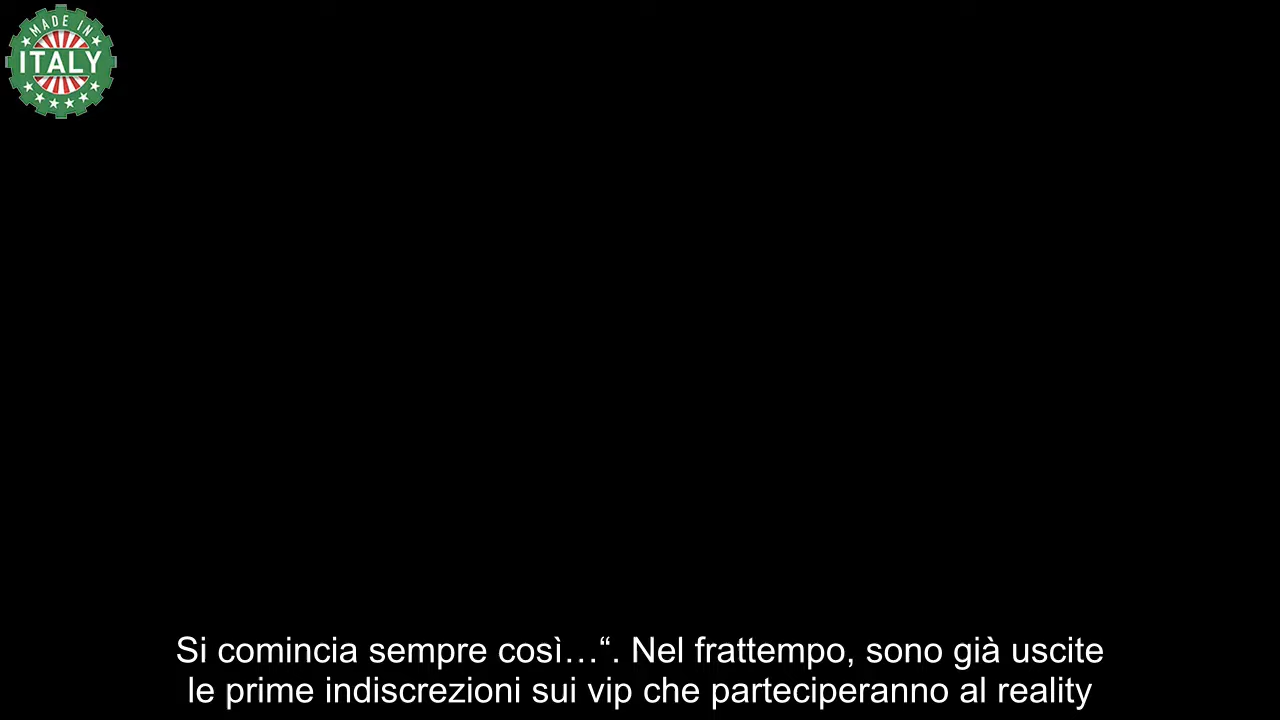 MADE IN
ITALY
Si comincia sempre così…“. Nel frattempo, sono già uscite
le prime indiscrezioni sui vip che parteciperanno al reality